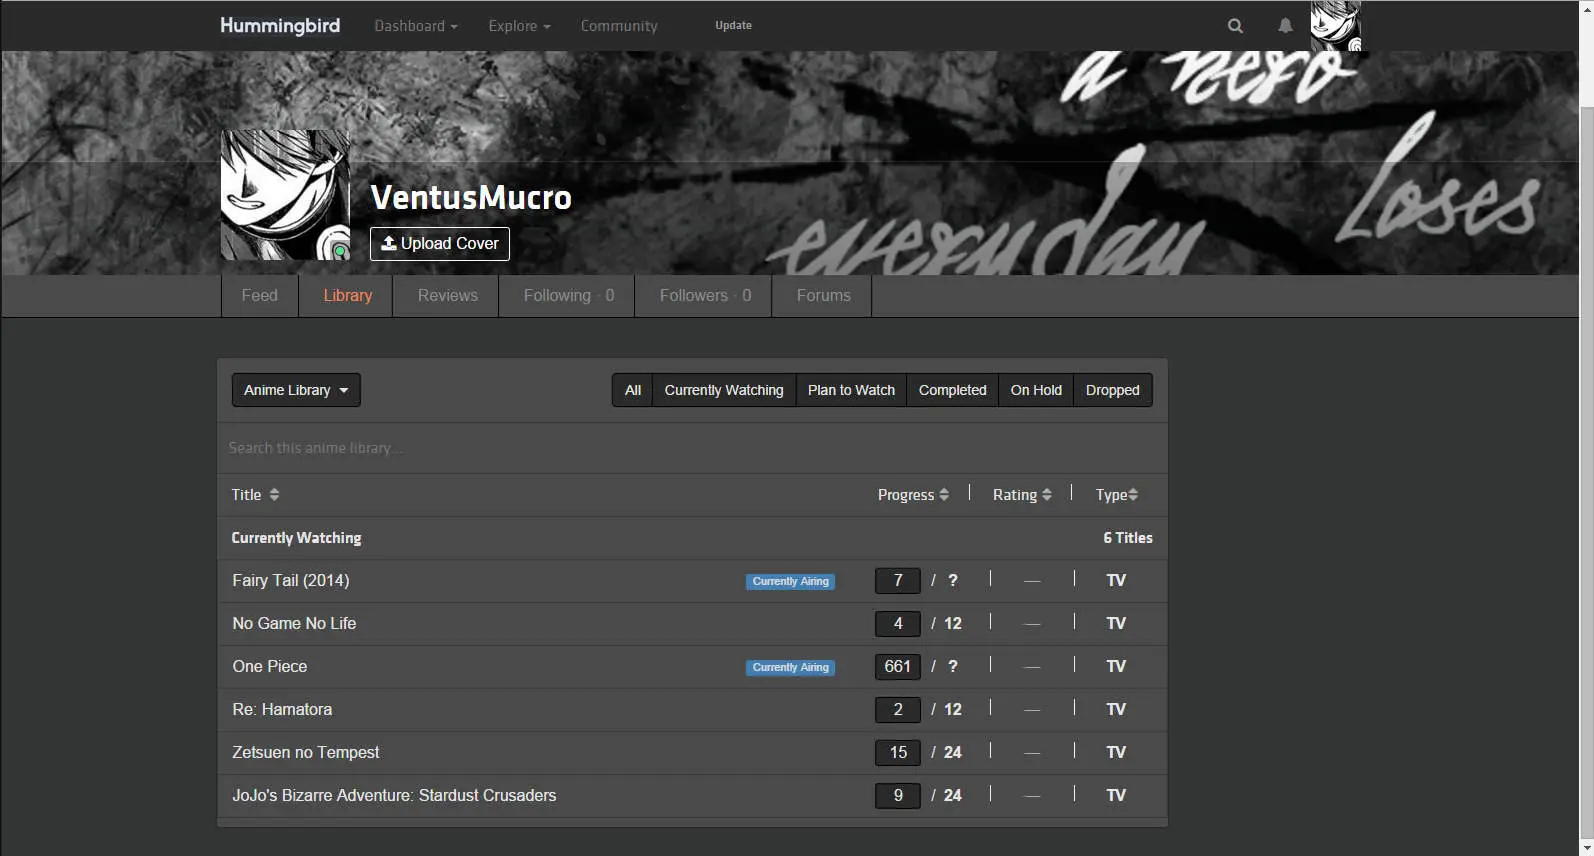 Hummingbird Dashboard Explore Community Update
a hero
loses
everyday
VentusMucro
Upload Cover
Feed Library Reviews Following · 0 Followers · 0 Forums
Anime Library All Currently Watching Plan to Watch Completed On Hold Dropped
Search this anime library...
Title Progress Rating Type
Currently Watching 6 Titles
Fairy Tail (2014) Currently Airing 7 / ? — TV
No Game No Life 4 / 12 — TV
One Piece Currently Airing 661 / ? — TV
Re: Hamatora 2 / 12 — TV
Zetsuen no Tempest 15 / 24 — TV
JoJo's Bizarre Adventure: Stardust Crusaders 9 / 24 — TV